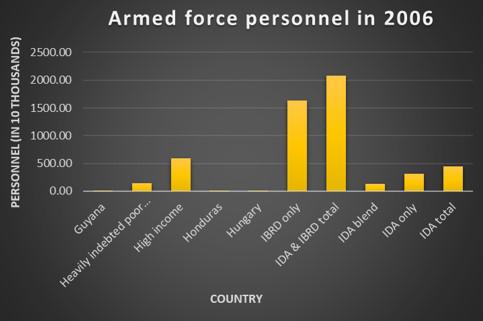 Armed force personnel in 2006
PERSONNEL (IN 10 THOUSANDS)
2500.00
2000.00
1500.00
1000.00
500.00
0.00
Guyana
Heavily indebted poor...
High income
Honduras
Hungary
IBRD only
IDA & IBRD total
IDA blend
IDA only
IDA total
COUNTRY